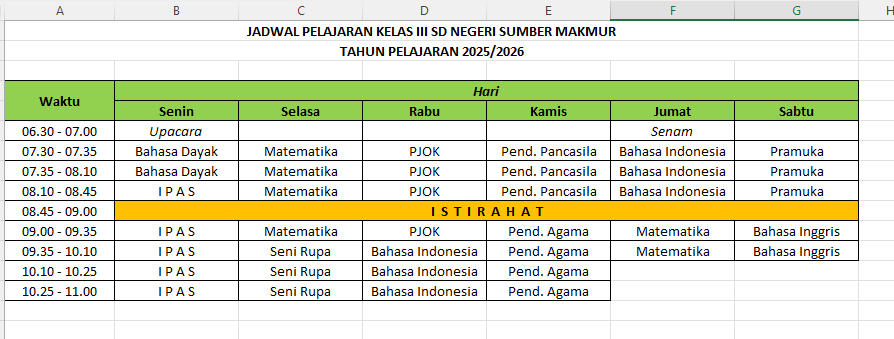 A B C D E F G H
JADWAL PELAJARAN KELAS III SD NEGERI SUMBER MAKMUR
TAHUN PELAJARAN 2025/2026
Waktu Hari
Senin Selasa Rabu Kamis Jumat Sabtu
06.30 - 07.00 Upacara Senam
07.30 - 07.35 Bahasa Dayak Matematika PJOK Pend. Pancasila Bahasa Indonesia Pramuka
07.35 - 08.10 Bahasa Dayak Matematika PJOK Pend. Pancasila Bahasa Indonesia Pramuka
08.10 - 08.45 I P A S Matematika PJOK Pend. Pancasila Bahasa Indonesia Pramuka
08.45 - 09.00 I S T I R A H A T
09.00 - 09.35 I P A S Matematika PJOK Pend. Agama Matematika Bahasa Inggris
09.35 - 10.10 I P A S Seni Rupa Bahasa Indonesia Pend. Agama Matematika Bahasa Inggris
10.10 - 10.25 I P A S Seni Rupa Bahasa Indonesia Pend. Agama
10.25 - 11.00 I P A S Seni Rupa Bahasa Indonesia Pend. Agama